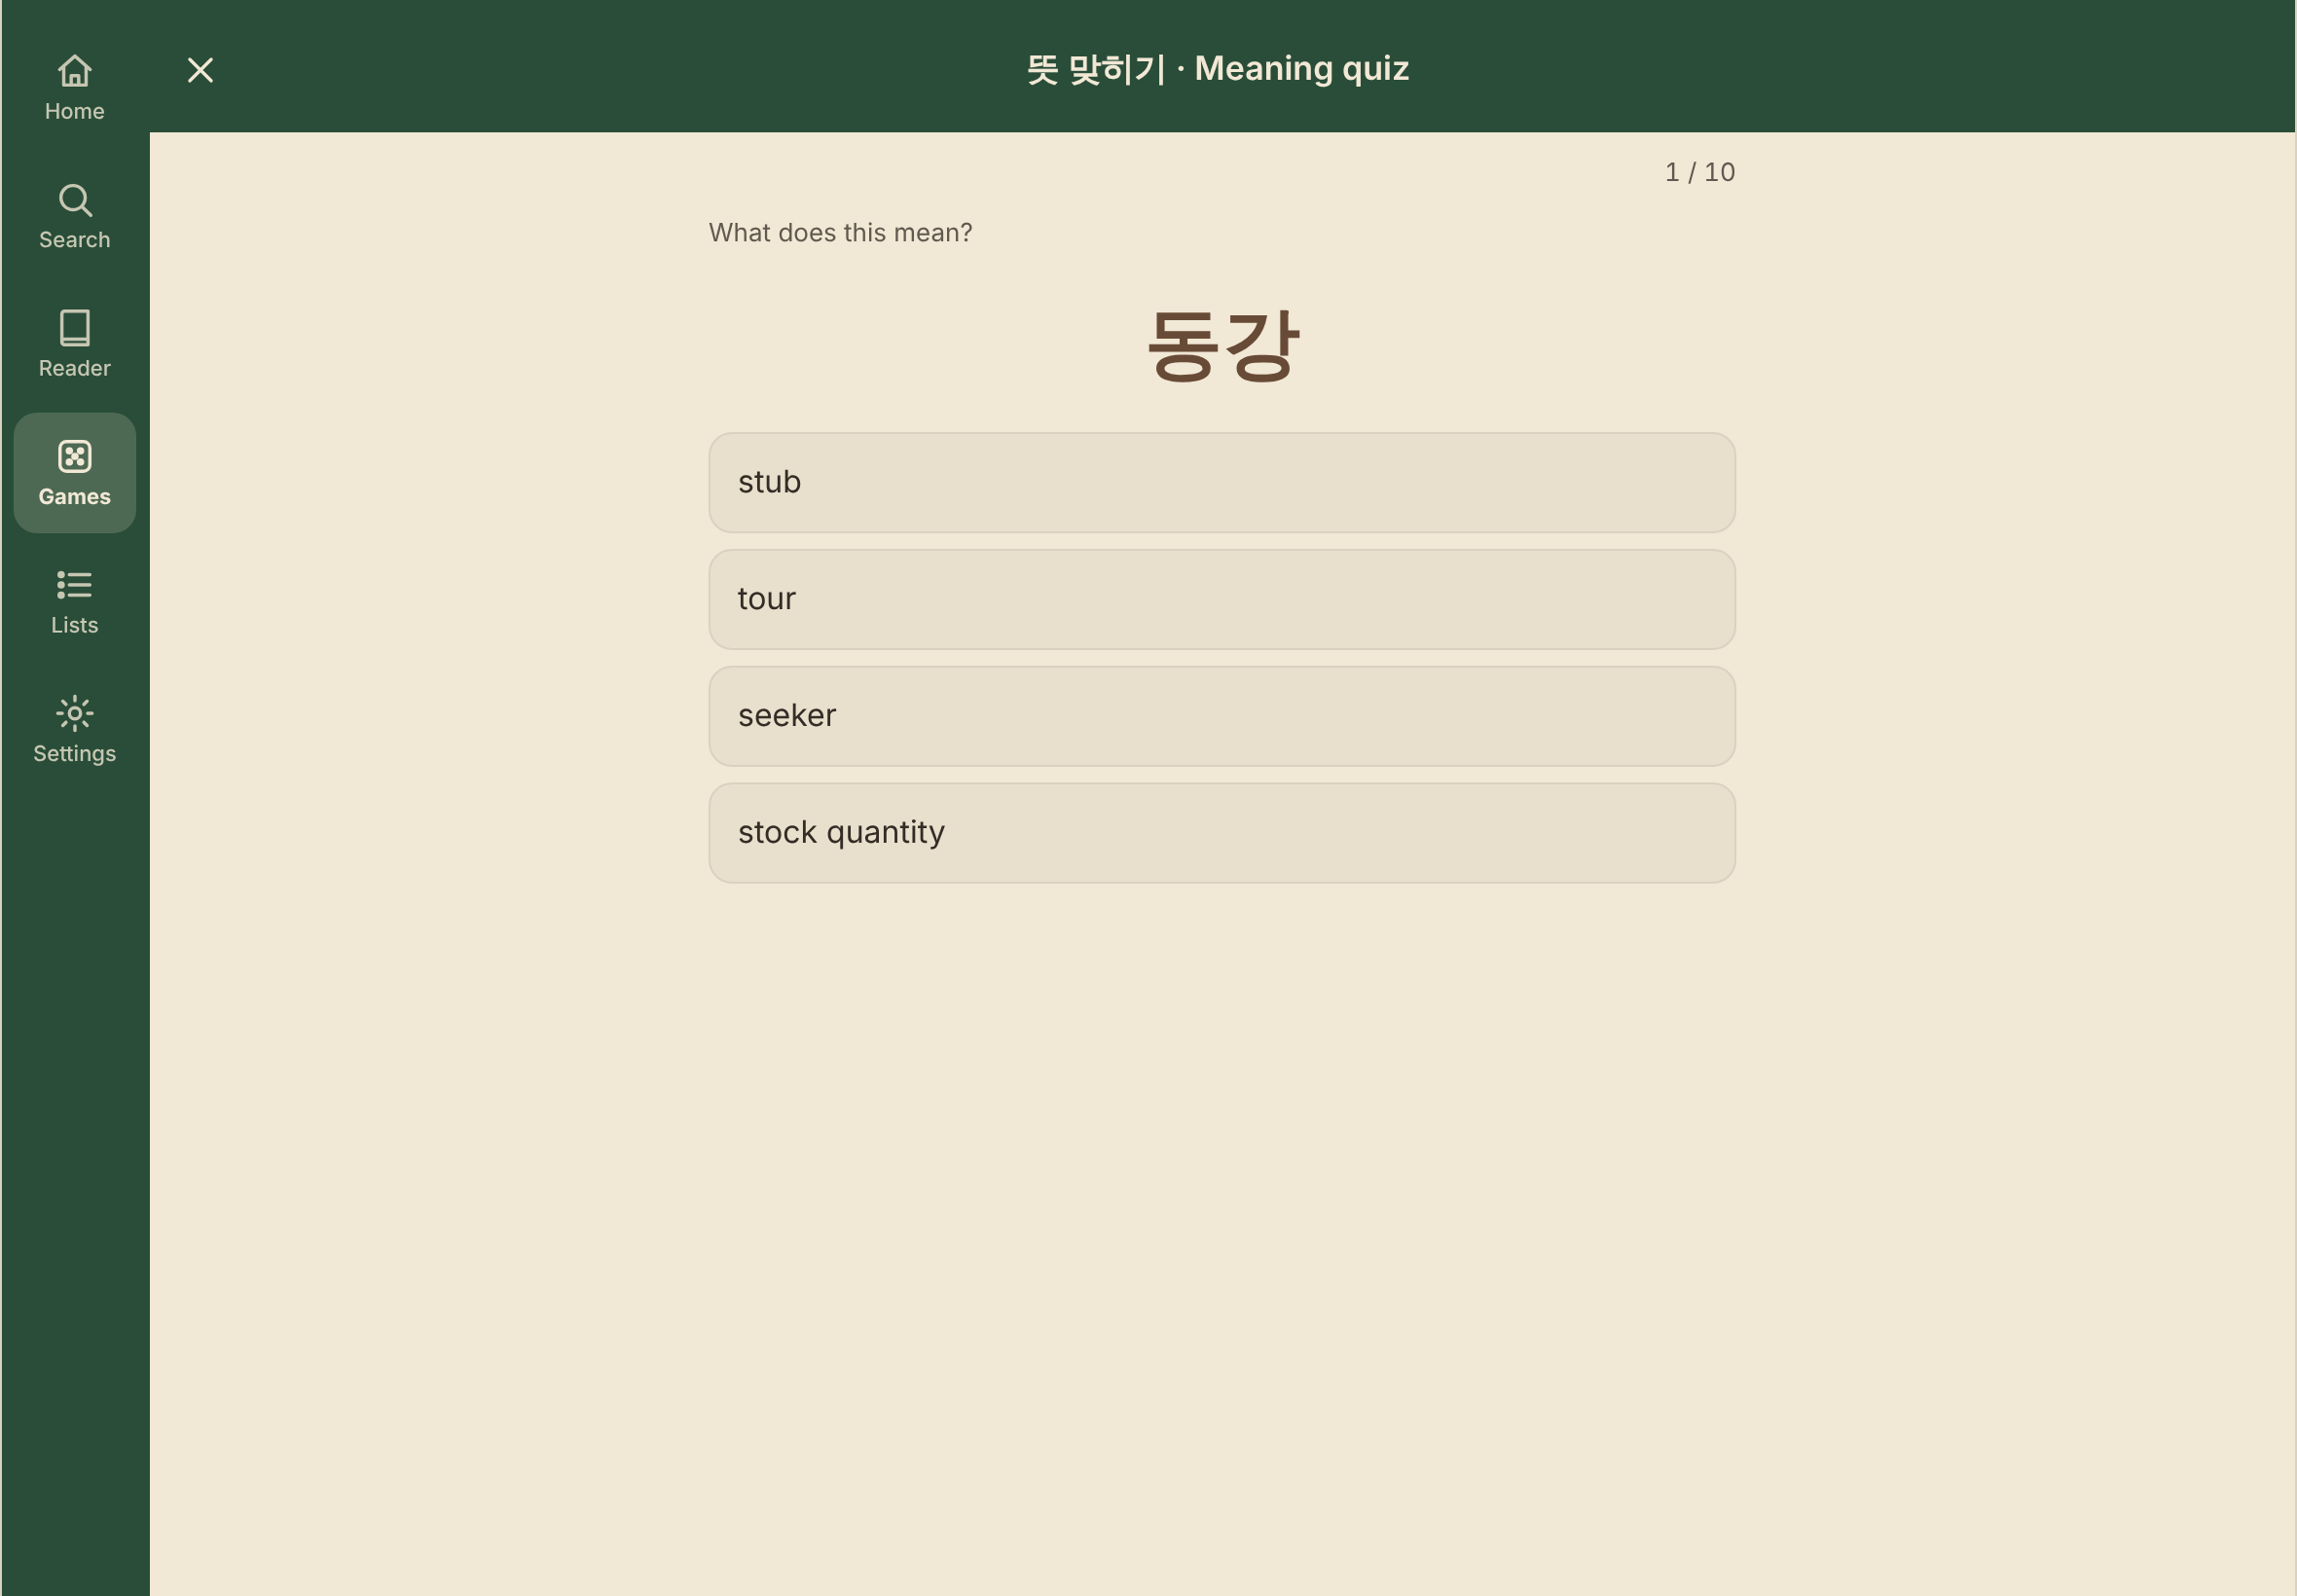 뜻 맞히기 · Meaning quiz
Home
Search
Reader
Games
Lists
Settings
1 / 10
What does this mean?
동강
stub
tour
seeker
stock quantity